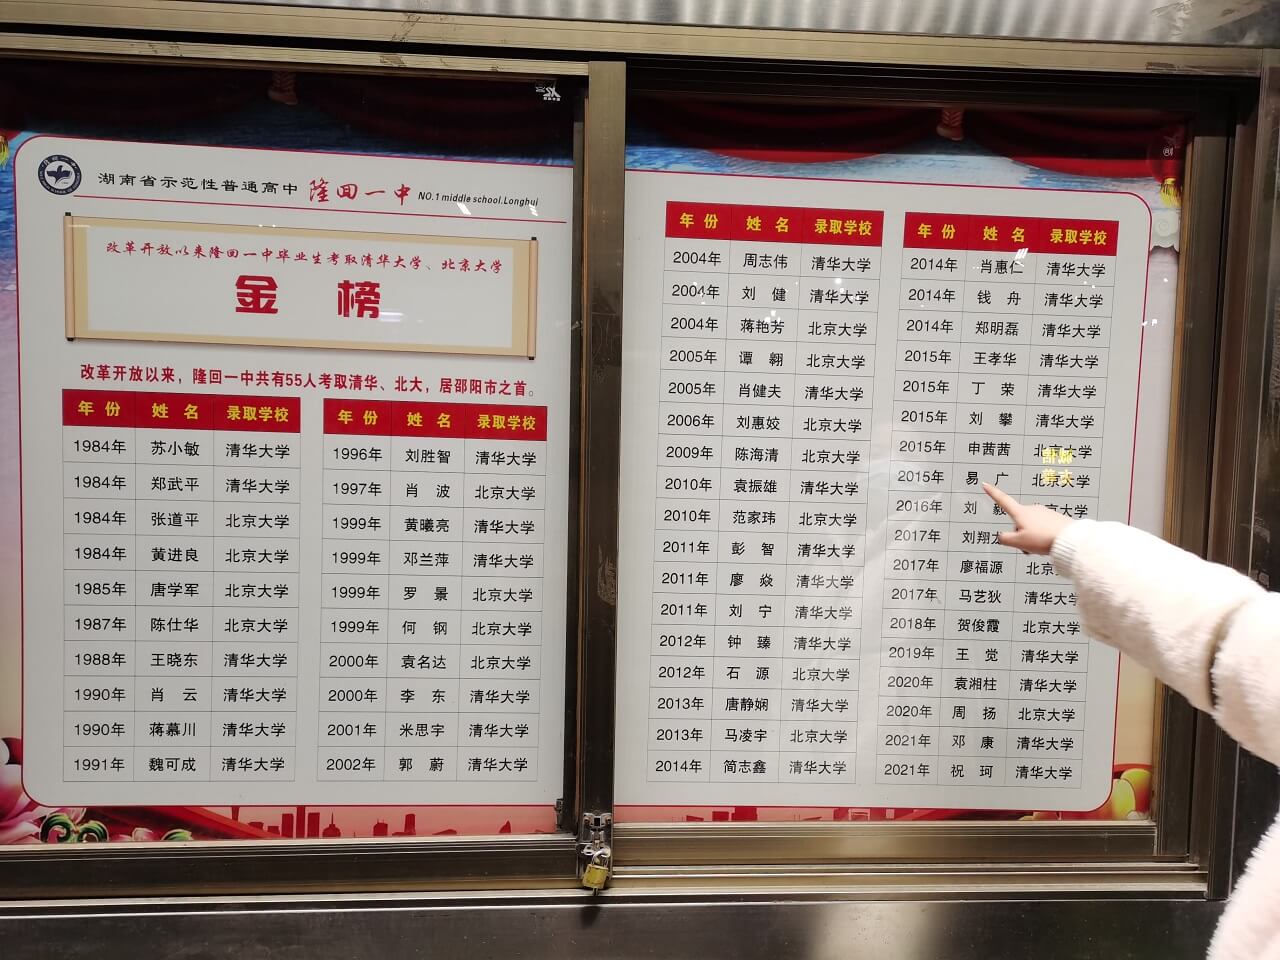 湖南省示范性普通高中 隆回一中 NO.1 middle school.Longhui
改革开放以来隆回一中毕业生考取清华大学、北京大学
金 榜
改革开放以来，隆回一中共有55人考取清华、北大，居邵阳市之首。
年 份 姓 名 录取学校
1984年 苏小敏 清华大学
1984年 郑武平 清华大学
1984年 张道平 北京大学
1984年 黄进良 北京大学
1985年 唐学军 北京大学
1987年 陈仕华 北京大学
1988年 王晓东 清华大学
1990年 肖 云 清华大学
1990年 蒋慕川 清华大学
1991年 魏可成 清华大学
年 份 姓 名 录取学校
1996年 刘胜智 清华大学
1997年 肖 波 北京大学
1999年 黄曦亮 清华大学
1999年 邓兰萍 清华大学
1999年 罗 景 北京大学
1999年 何 钢 北京大学
2000年 袁名达 北京大学
2000年 李 东 清华大学
2001年 米思宇 清华大学
2002年 郭 蔚 清华大学
年 份 姓 名 录取学校
2004年 周志伟 清华大学
2004年 刘 健 清华大学
2004年 蒋艳芳 北京大学
2005年 谭 翱 北京大学
2005年 肖健夫 清华大学
2006年 刘惠姣 北京大学
2009年 陈海清 北京大学
2010年 袁振雄 清华大学
2010年 范家玮 北京大学
2011年 彭 智 清华大学
2011年 廖 焱 清华大学
2011年 刘 宁 清华大学
2012年 钟 臻 清华大学
2012年 石 源 北京大学
2013年 唐静娴 清华大学
2013年 马凌宇 北京大学
2014年 简志鑫 清华大学
年 份 姓 名 录取学校
2014年 肖惠仁 清华大学
2014年 钱 舟 清华大学
2014年 郑明磊 清华大学
2015年 王孝华 清华大学
2015年 丁 荣 清华大学
2015年 刘 攀 清华大学
2015年 申茜茜 北京大学
2015年 易 广 北京大学
2016年 刘 毅 北京大学
2017年 刘翔
2017年 廖福源 北京
2017年 马艺狄 清华大学
2018年 贺俊霞 北京大学
2019年 王 觉 清华大学
2020年 袁湘柱 清华大学
2020年 周 扬 北京大学
2021年 邓 康 清华大学
2021年 祝 珂 清华大学